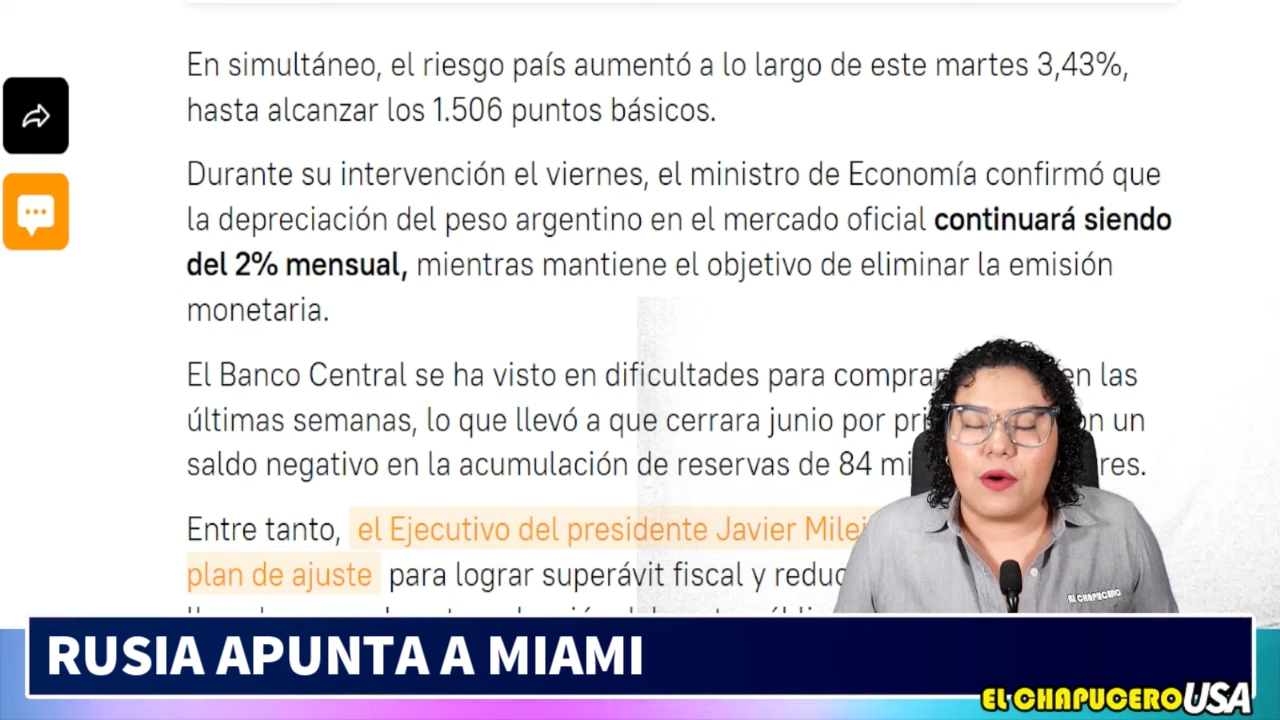 En simultáneo, el riesgo país aumentó a lo largo de este martes 3,43%,
hasta alcanzar los 1.506 puntos básicos.
Durante su intervención el viernes, el ministro de Economía confirmó que
la depreciación del peso argentino en el mercado oficial continuará siendo
del 2% mensual, mientras mantiene el objetivo de eliminar la emisión
monetaria.
El Banco Central se ha visto en dificultades para comprar en las
últimas semanas, lo que llevó a que cerrara junio por un
saldo negativo en la acumulación de reservas de 84
Entre tanto, el Ejecutivo del presidente Javier Milei
plan de ajuste para lograr superávit fiscal y
EL CHAPUCERO
RUSIA APUNTA A MIAMI
EL CHAPUCERO USA